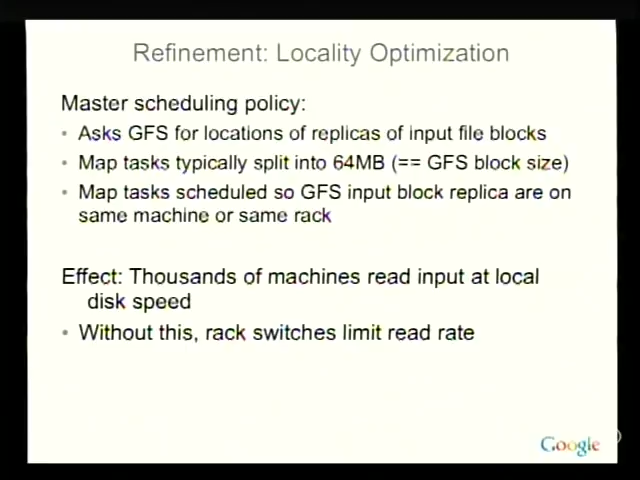 Refinement: Locality Optimization
Master scheduling policy:
• Asks GFS for locations of replicas of input file blocks
• Map tasks typically split into 64MB (== GFS block size)
• Map tasks scheduled so GFS input block replica are on
same machine or same rack
Effect: Thousands of machines read input at local
disk speed
• Without this, rack switches limit read rate
Google